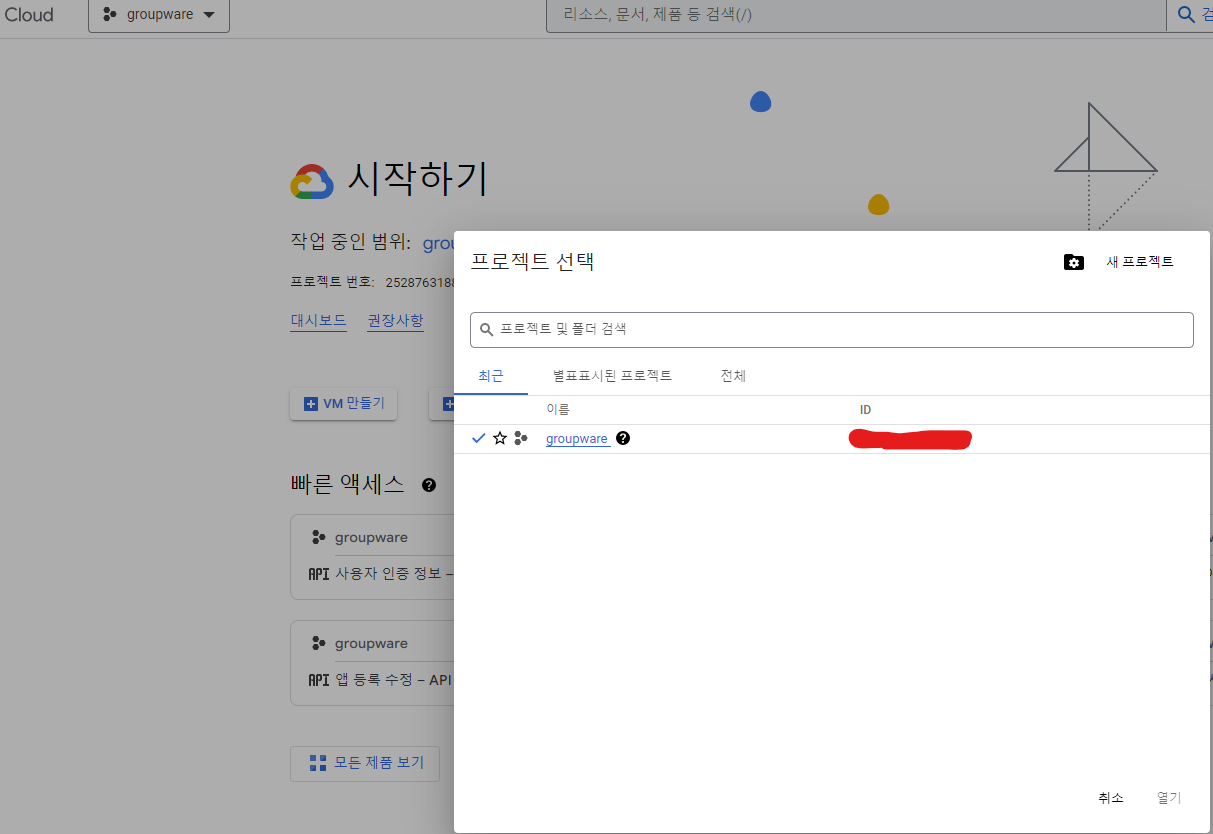 Cloud
groupware
리소스, 문서, 제품 등 검색(/)
시작하기
작업 중인 범위:
프로젝트 번호: 252876318
대시보드 권장사항
VM 만들기
빠른 액세스
groupware
API 사용자 인증 정보 –
groupware
API 앱 등록 수정 – API
모든 제품 보기
프로젝트 선택
새 프로젝트
프로젝트 및 폴더 검색
최근 별표표시된 프로젝트 전체
이름 ID
groupware
취소 열기